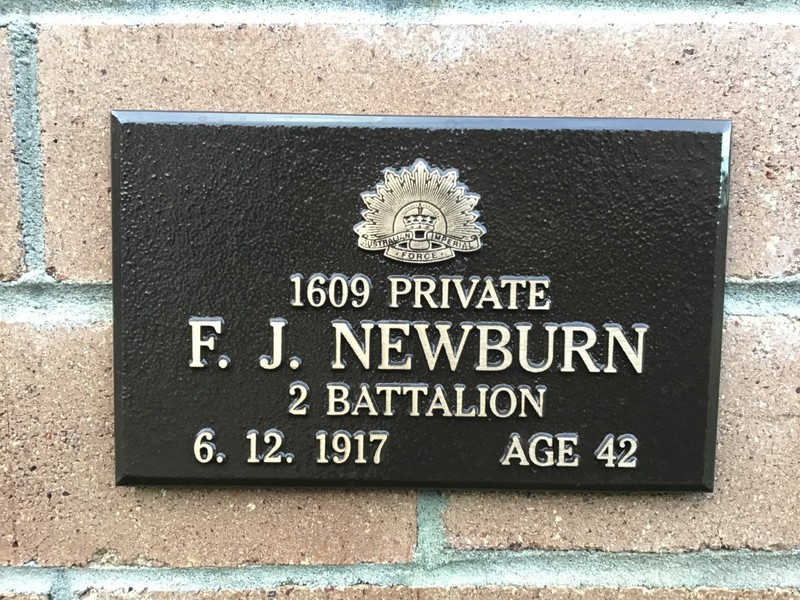 AUSTRALIAN IMPERIAL
FORCE
1609 PRIVATE
F. J. NEWBURN
2 BATTALION
6. 12. 1917 AGE 42